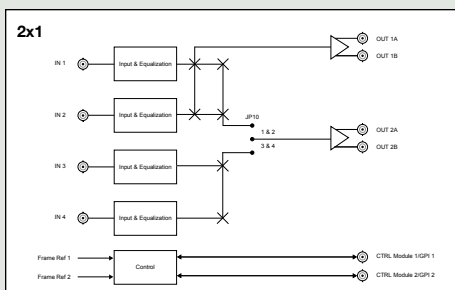 2x1
OUT 1A
OUT 1B
IN 1
Input & Equalization
IN 2
Input & Equalization
JP10
1 & 2
3 & 4
OUT 2A
OUT 2B
IN 3
Input & Equalization
IN 4
Input & Equalization
Frame Ref 1
Frame Ref 2
Control
CTRL Module 1/GPI 1
CTRL Module 2/GPI 2